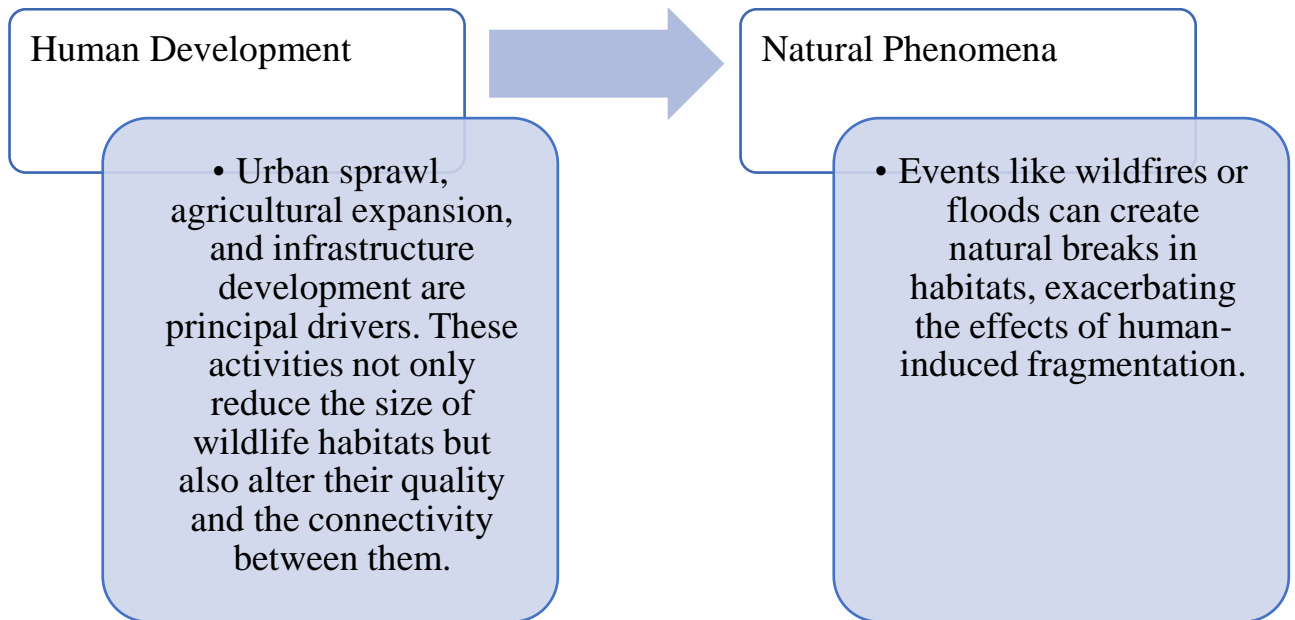 Human Development
• Urban sprawl,
agricultural expansion,
and infrastructure
development are
principal drivers. These
activities not only
reduce the size of
wildlife habitats but
also alter their quality
and the connectivity
between them.
Natural Phenomena
• Events like wildfires or
floods can create
natural breaks in
habitats, exacerbating
the effects of human-
induced fragmentation.